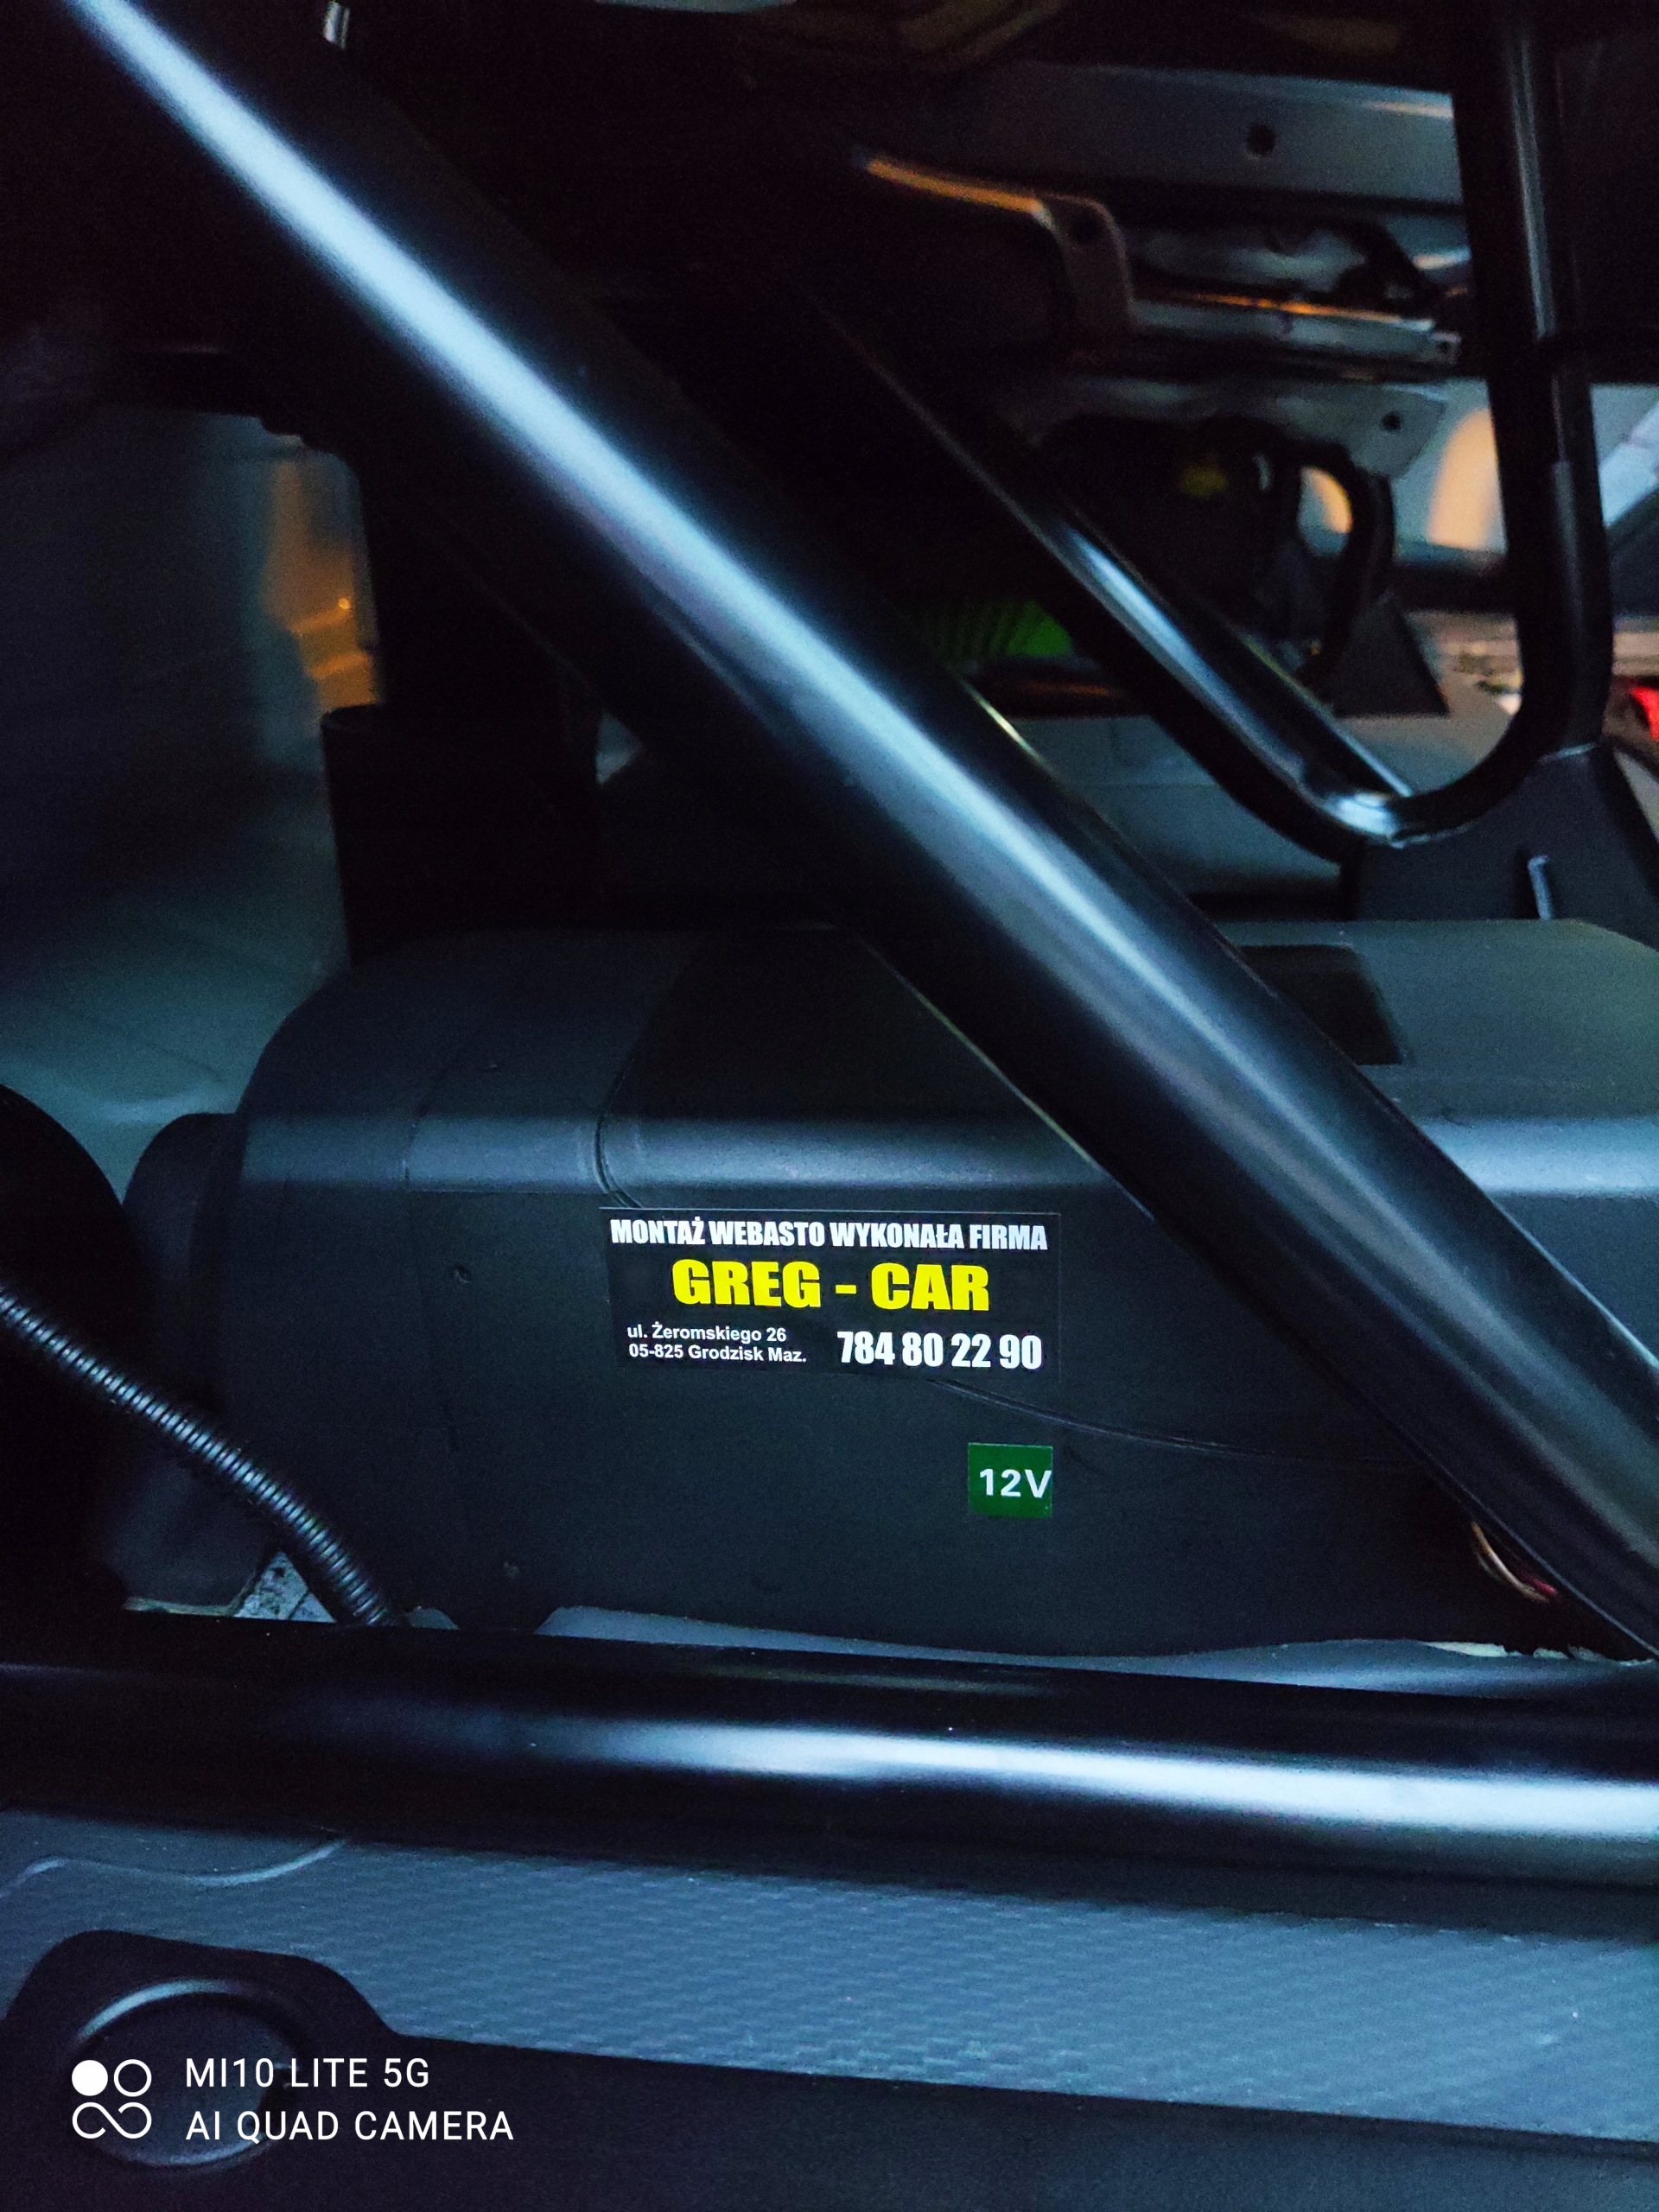 MONTAŻ WEBASTO WYKONAŁA FIRMA
GREG - CAR
ul. Żeromskiego 26
05-825 Grodzisk Maz.
784 80 22 90
12V
MI10 LITE 5G
AI QUAD CAMERA